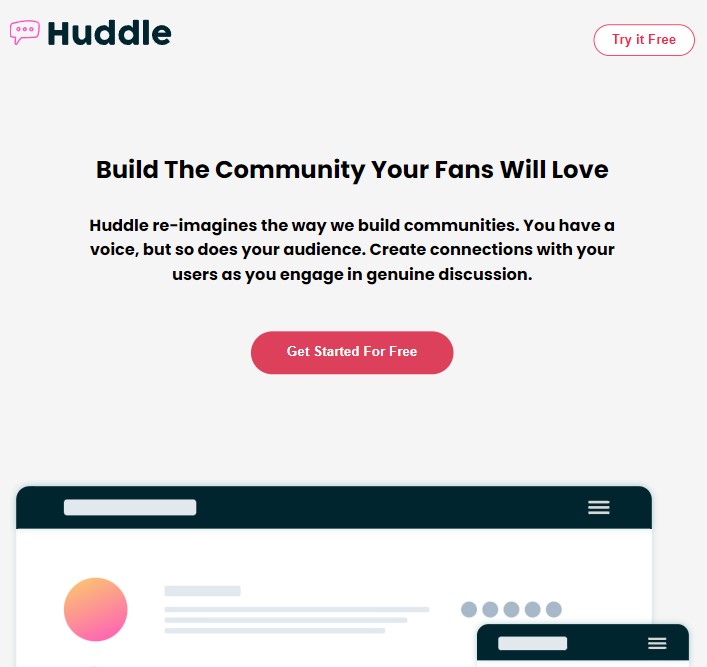 Huddle
Try it Free
Build The Community Your Fans Will Love
Huddle re-imagines the way we build communities. You have a
voice, but so does your audience. Create connections with your
users as you engage in genuine discussion.
Get Started For Free